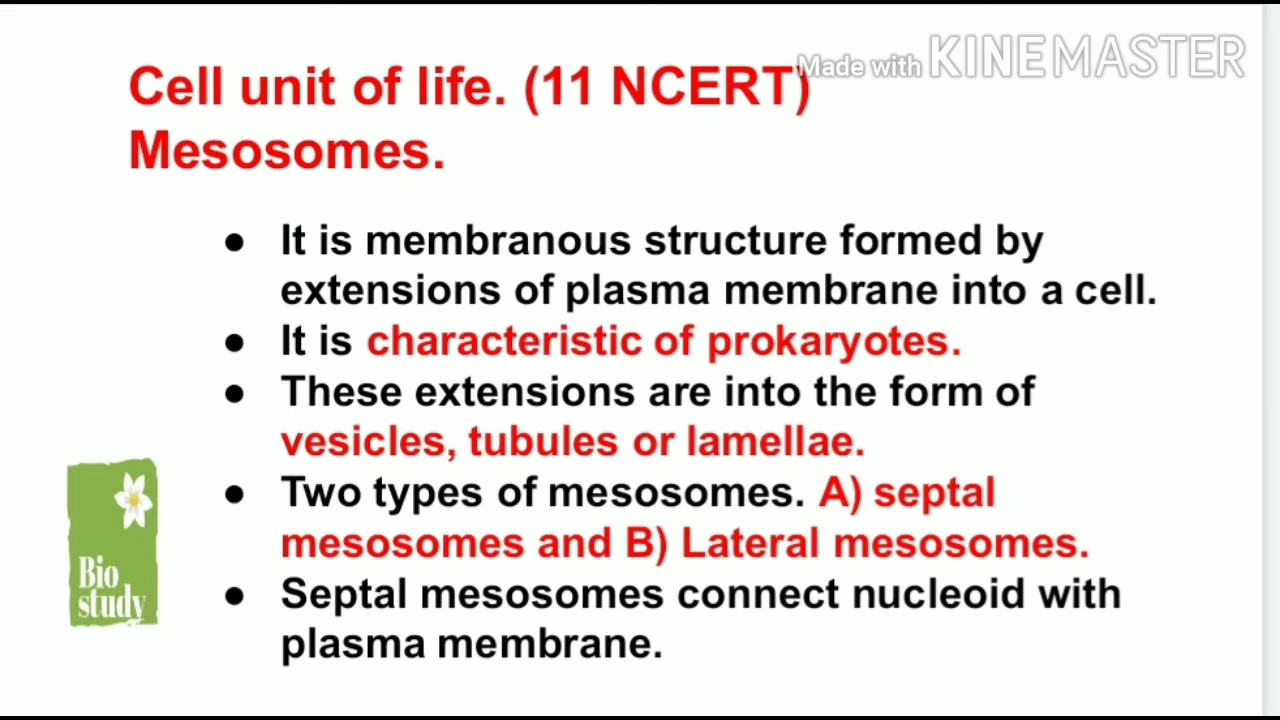 Made with KINEMASTER
Cell unit of life. (11 NCERT)
Mesosomes.
● It is membranous structure formed by
extensions of plasma membrane into a cell.
● It is characteristic of prokaryotes.
● These extensions are into the form of
vesicles, tubules or lamellae.
● Two types of mesosomes. A) septal
mesosomes and B) Lateral mesosomes.
● Septal mesosomes connect nucleoid with
plasma membrane.
Bio
study